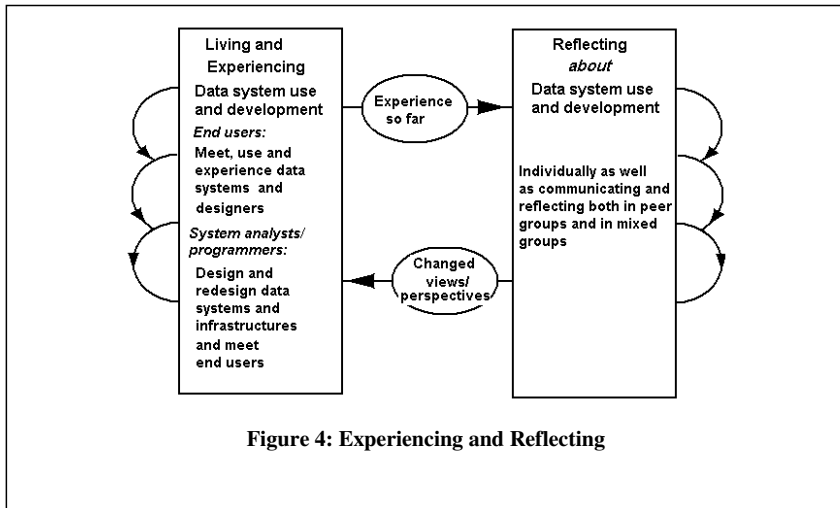 Living and
Experiencing
Data system use
and development
End users:
Meet, use and
experience data
systems and
designers
System analysts/
programmers:
Design and
redesign data
systems and
infrastructures
and meet
end users
Experience
so far
Changed
views/
perspectives
Reflecting
about
Data system use
and development
Individually as well
as communicating and
reflecting both in peer
groups and in mixed
groups
Figure 4: Experiencing and Reflecting